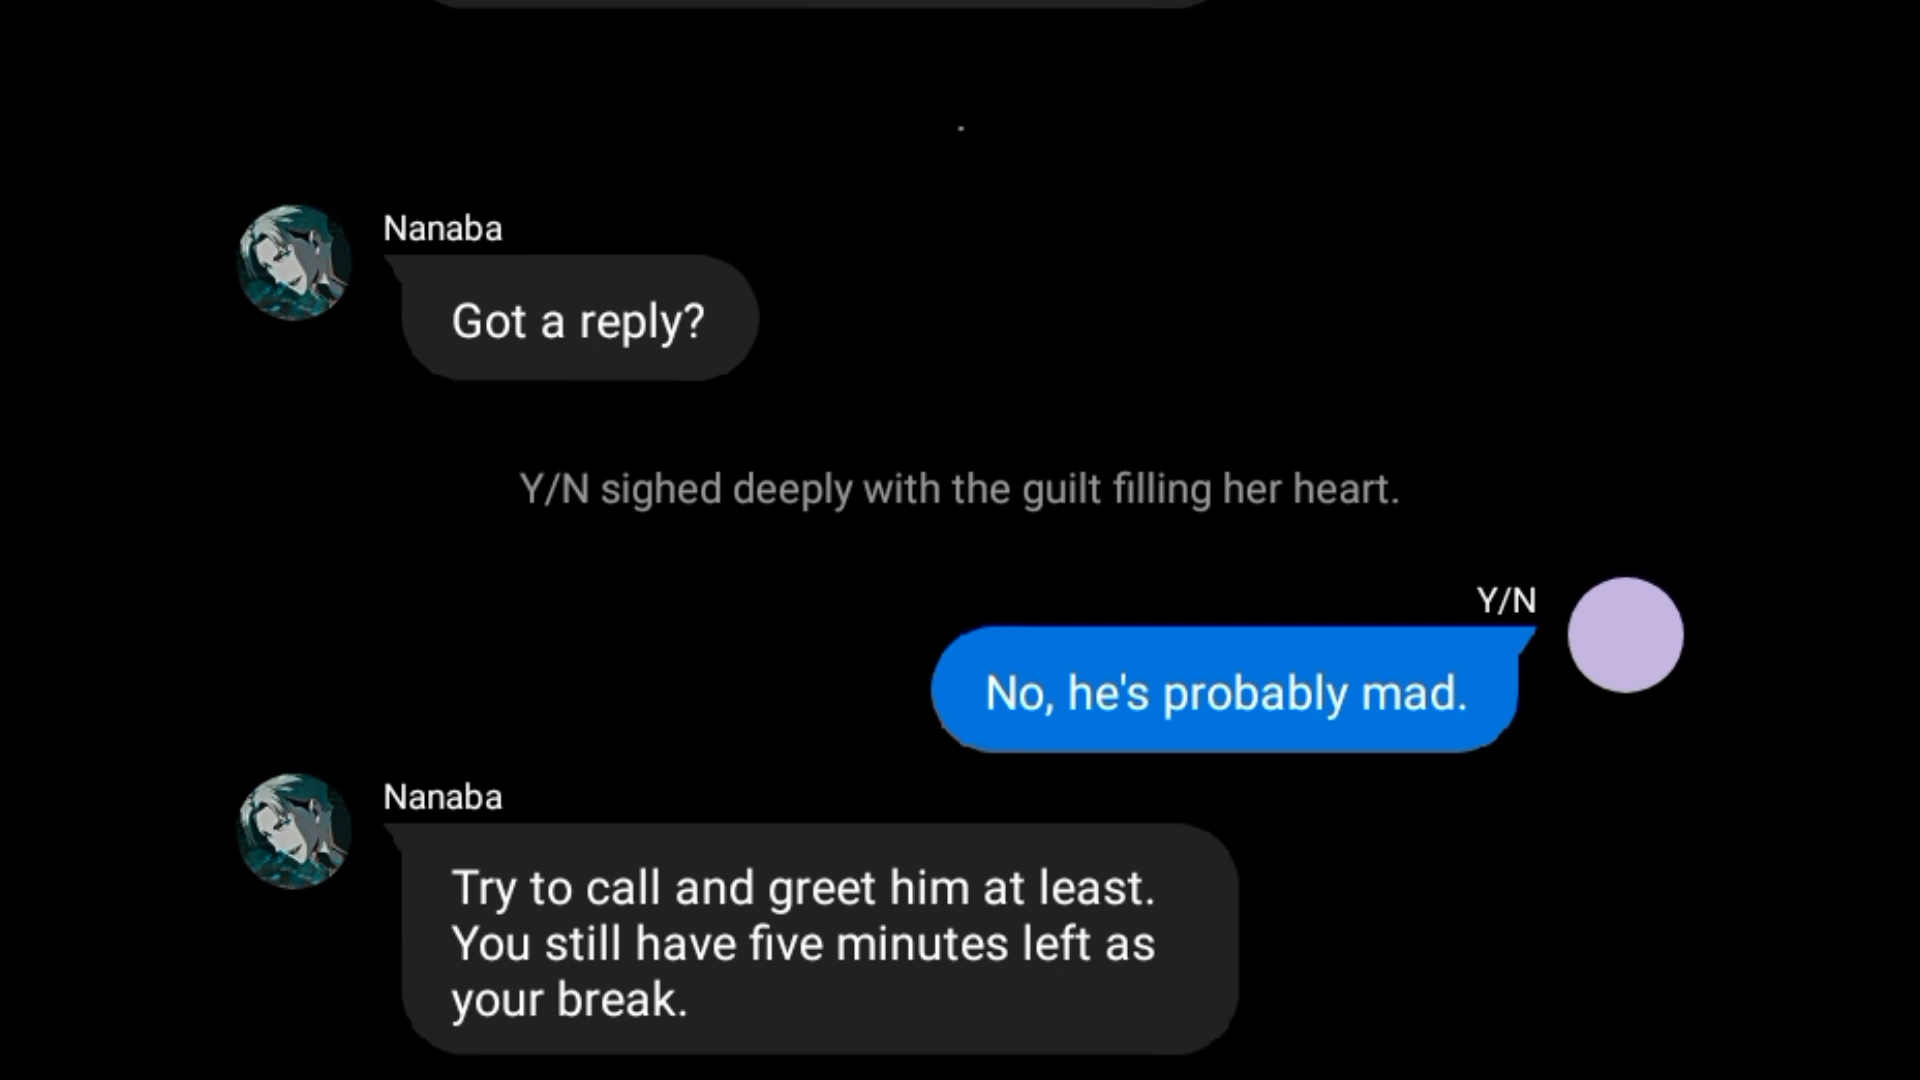 .
Nanaba
Got a reply?
Y/N sighed deeply with the guilt filling her heart.
Y/N
No, he's probably mad.
Nanaba
Try to call and greet him at least.
You still have five minutes left as
your break.